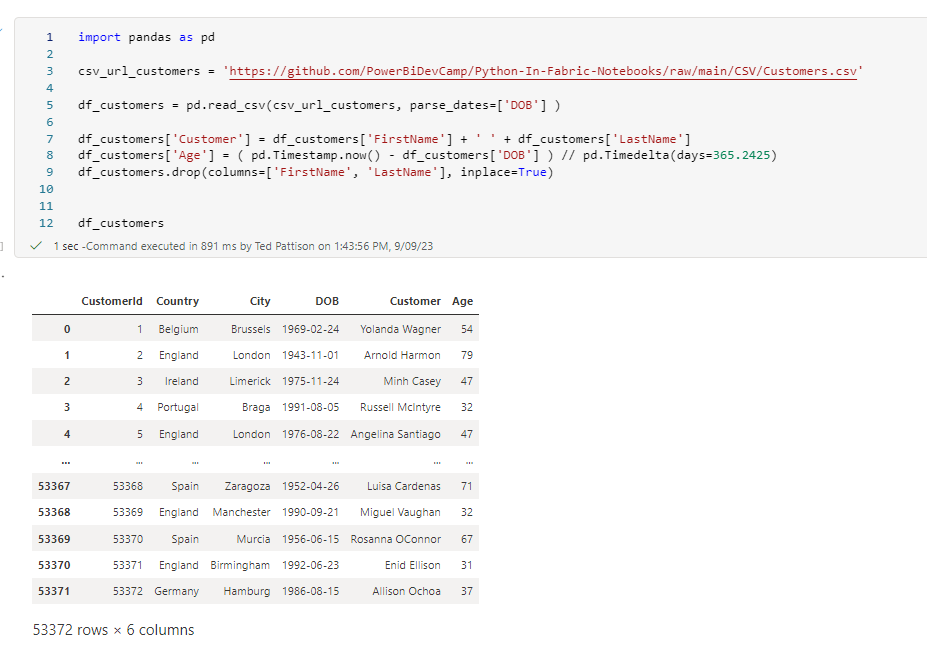 1 import pandas as pd
2
3 csv_url_customers = 'https://github.com/PowerBiDevCamp/Python-In-Fabric-Notebooks/raw/main/CSV/Customers.csv'
4
5 df_customers = pd.read_csv(csv_url_customers, parse_dates=['DOB'] )
6
7 df_customers['Customer'] = df_customers['FirstName'] + ' ' + df_customers['LastName']
8 df_customers['Age'] = ( pd.Timestamp.now() - df_customers['DOB'] ) // pd.Timedelta(days=365.2425)
9 df_customers.drop(columns=['FirstName', 'LastName'], inplace=True)
10
11
12 df_customers
1 sec -Command executed in 891 ms by Ted Pattison on 1:43:56 PM, 9/09/23
CustomerId Country City DOB Customer Age
0 1 Belgium Brussels 1969-02-24 Yolanda Wagner 54
1 2 England London 1943-11-01 Arnold Harmon 79
2 3 Ireland Limerick 1975-11-24 Minh Casey 47
3 4 Portugal Braga 1991-08-05 Russell McIntyre 32
4 5 England London 1976-08-22 Angelina Santiago 47
... ... ... ... ... ... ...
53367 53368 Spain Zaragoza 1952-04-26 Luisa Cardenas 71
53368 53369 England Manchester 1990-09-21 Miguel Vaughan 32
53369 53370 Spain Murcia 1956-06-15 Rosanna OConnor 67
53370 53371 England Birmingham 1992-06-23 Enid Ellison 31
53371 53372 Germany Hamburg 1986-08-15 Allison Ochoa 37
53372 rows × 6 columns